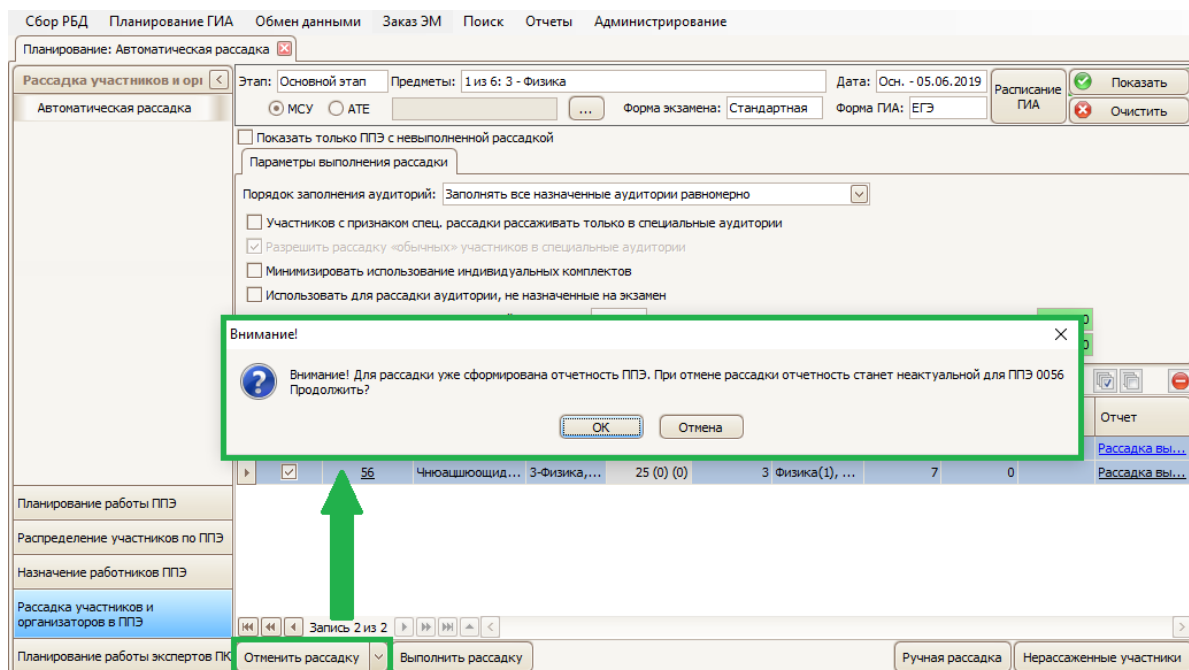 Сбор РБД Планирование ГИА Обмен данными Заказ ЭМ Поиск Отчеты Администрирование
Планирование: Автоматическая рассадка
Рассадка участников и орг
Автоматическая рассадка
Этап: Основной этап Предметы: 1 из 6: 3 - Физика Дата: Осн. - 05.06.2019
МСУ АТЕ ... Форма экзамена: Стандартная Форма ГИА: ЕГЭ
Расписание ГИА
Показать
Очистить
Показать только ППЭ с невыполненной рассадкой
Параметры выполнения рассадки
Порядок заполнения аудиторий: Заполнять все назначенные аудитории равномерно
Участников с признаком спец. рассадки рассаживать только в специальные аудитории
Разрешить рассадку «обычных» участников в специальные аудитории
Минимизировать использование индивидуальных комплектов
Использовать для рассадки аудитории, не назначенные на экзамен
Внимание!
Внимание! Для рассадки уже сформирована отчетность ППЭ. При отмене рассадки отчетность станет неактуальной для ППЭ 0056
Продолжить?
ОК Отмена
Отчет
Рассадка вы...
56 Чнюацшюощид... 3-Физика,... 25 (0) (0) 3 Физика(1), ... 7 0 Рассадка вы...
Планирование работы ППЭ
Распределение участников по ППЭ
Назначение работников ППЭ
Рассадка участников и
организаторов в ППЭ
Планирование работы экспертов ПК
Запись 2 из 2
Отменить рассадку Выполнить рассадку Ручная рассадка Нерассаженные участники